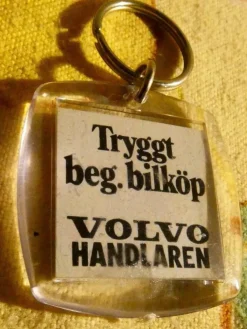 Tryggt
beg. bilköp
VOLVO
HANDLAREN